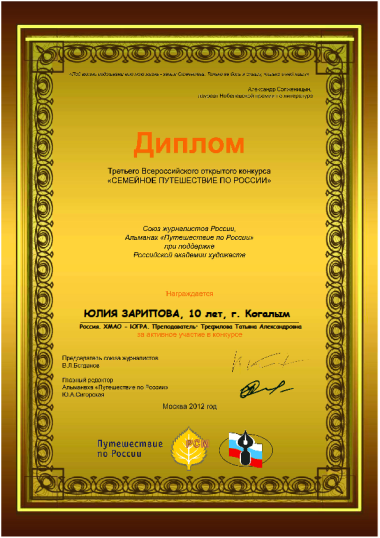 Александр Солженицын,
лауреат Нобелевской премии по литературе
Диплом
Третьего Всероссийского открытого конкурса
«СЕМЕЙНОЕ ПУТЕШЕСТВИЕ ПО РОССИИ»
Союз журналистов России,
Альманах «Путешествие по России»
при поддержке
Российской академии художеств
Награждается
ЮЛИЯ ЗАРИПОВА, 10 лет, г. Когалым
Россия, ХМАО - ЮГРА. Преподаватель: Трефилова Татьяна Александровна
за активное участие в конкурсе
Председатель союза журналистов
В.Л.Богданов
Главный редактор
Альманаха «Путешествие по России»
Ю.А.Сигорская
Москва 2012 год
Путешествие
по России